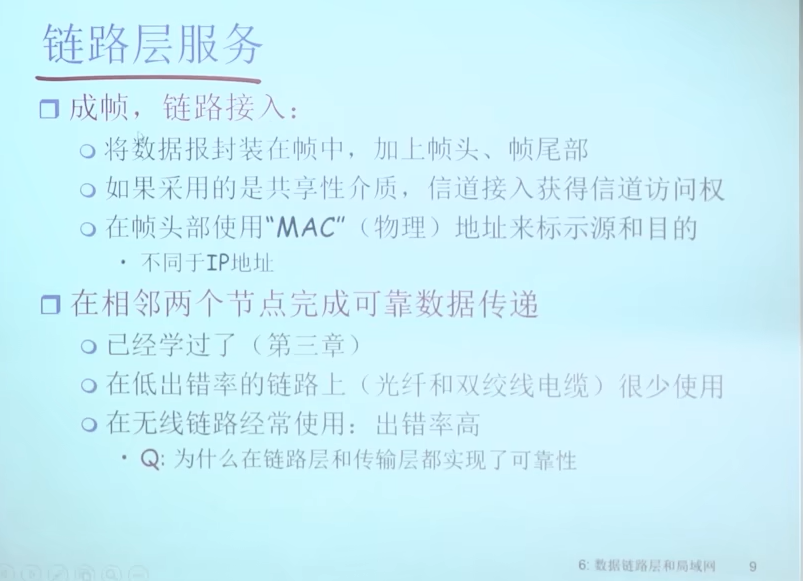 链路层服务
成帧，链路接入：
将数据报封装在帧中，加上帧头、帧尾部
如果采用的是共享性介质，信道接入获得信道访问权
在帧头部使用“MAC”（物理）地址来标示源和目的
· 不同于IP地址
在相邻两个节点完成可靠数据传递
已经学过了（第三章）
在低出错率的链路上（光纤和双绞线电缆）很少使用
在无线链路经常使用：出错率高
· Q: 为什么在链路层和传输层都实现了可靠性
6: 数据链路层和局域网 9